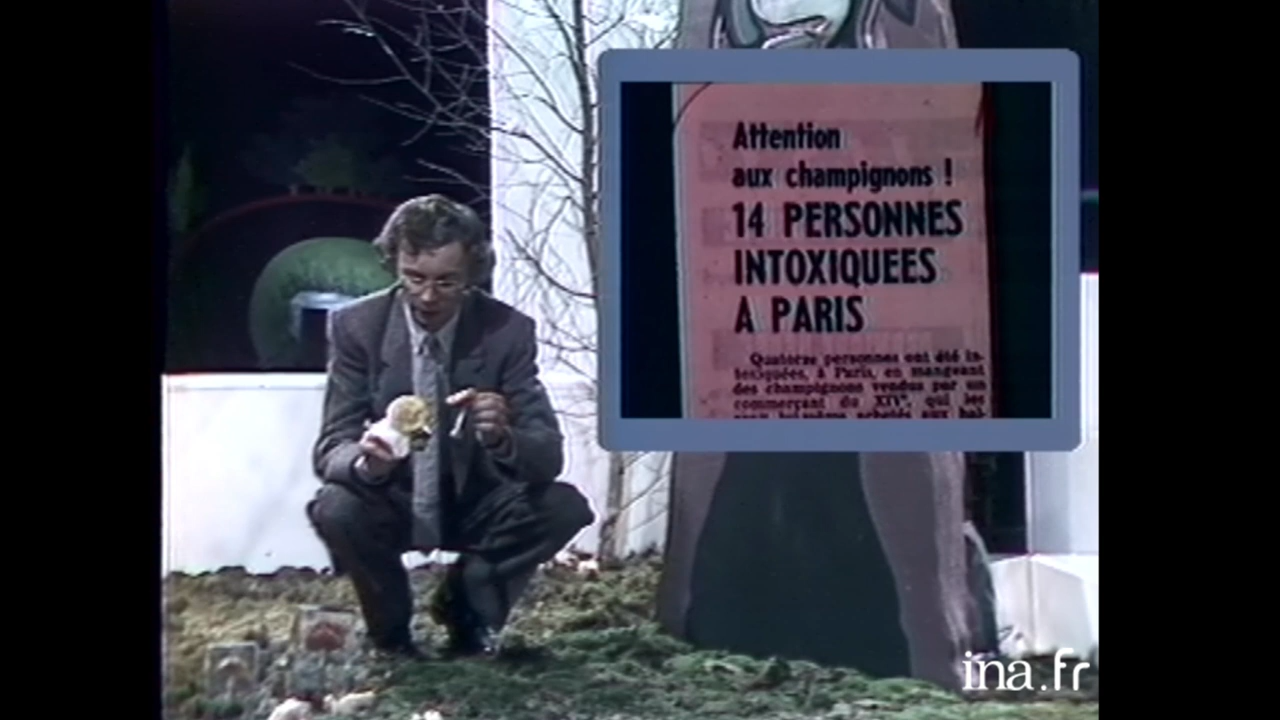 Attention
aux champignons !
14 PERSONNES
INTOXIQUEES
A PARIS
Quatorze personnes ont été in-
toxiquées, à Paris, en mangeant
des champignons vendus par un
commerçant du XIVe, qui les
ina.fr